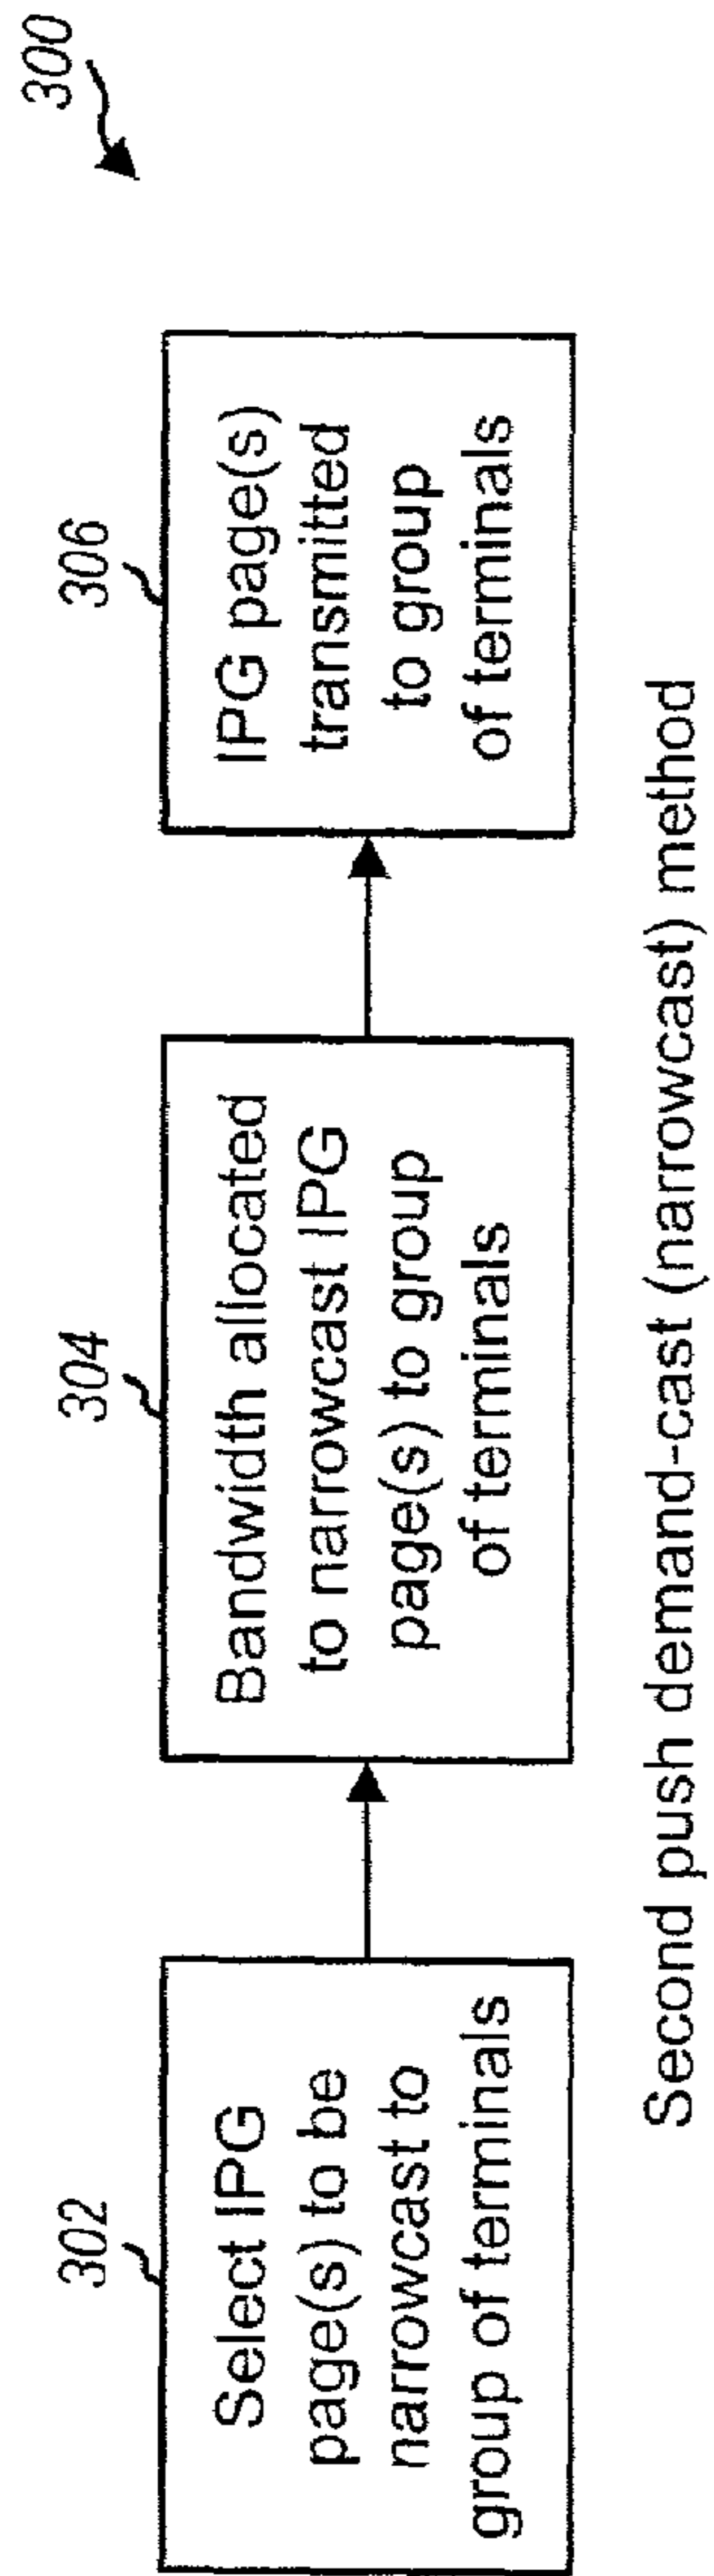 300
302
Select IPG
page(s) to be
narrowcast to
group of terminals
304
Bandwidth allocated
to narrowcast IPG
page(s) to group
of terminals
306
IPG page(s)
transmitted
to group
of terminals
Second push demand-cast (narrowcast) method